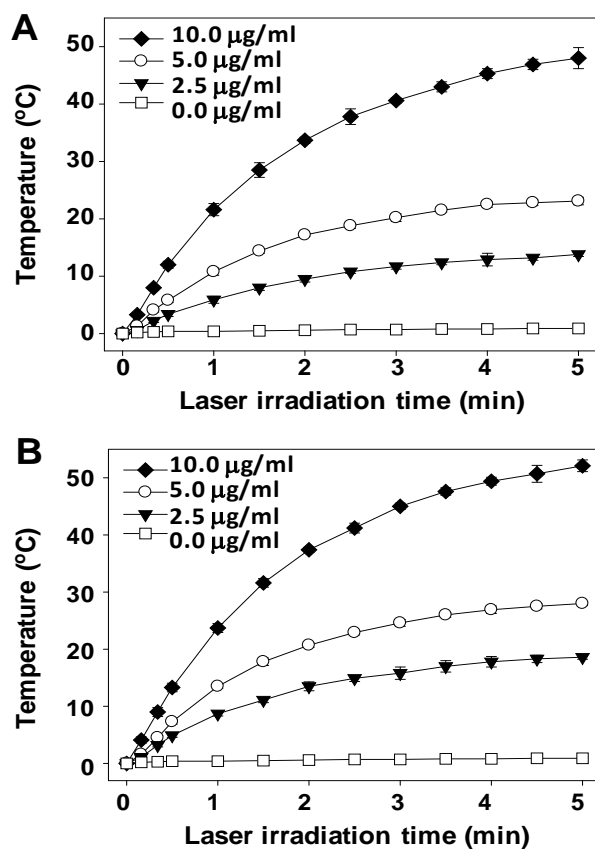 A
10.0 μg/ml
5.0 μg/ml
2.5 μg/ml
0.0 μg/ml
Temperature (ºC)
50
40
30
20
10
0
0 1 2 3 4 5
Laser irradiation time (min)
B
10.0 μg/ml
5.0 μg/ml
2.5 μg/ml
0.0 μg/ml
Temperature (ºC)
50
40
30
20
10
0
0 1 2 3 4 5
Laser irradiation time (min)